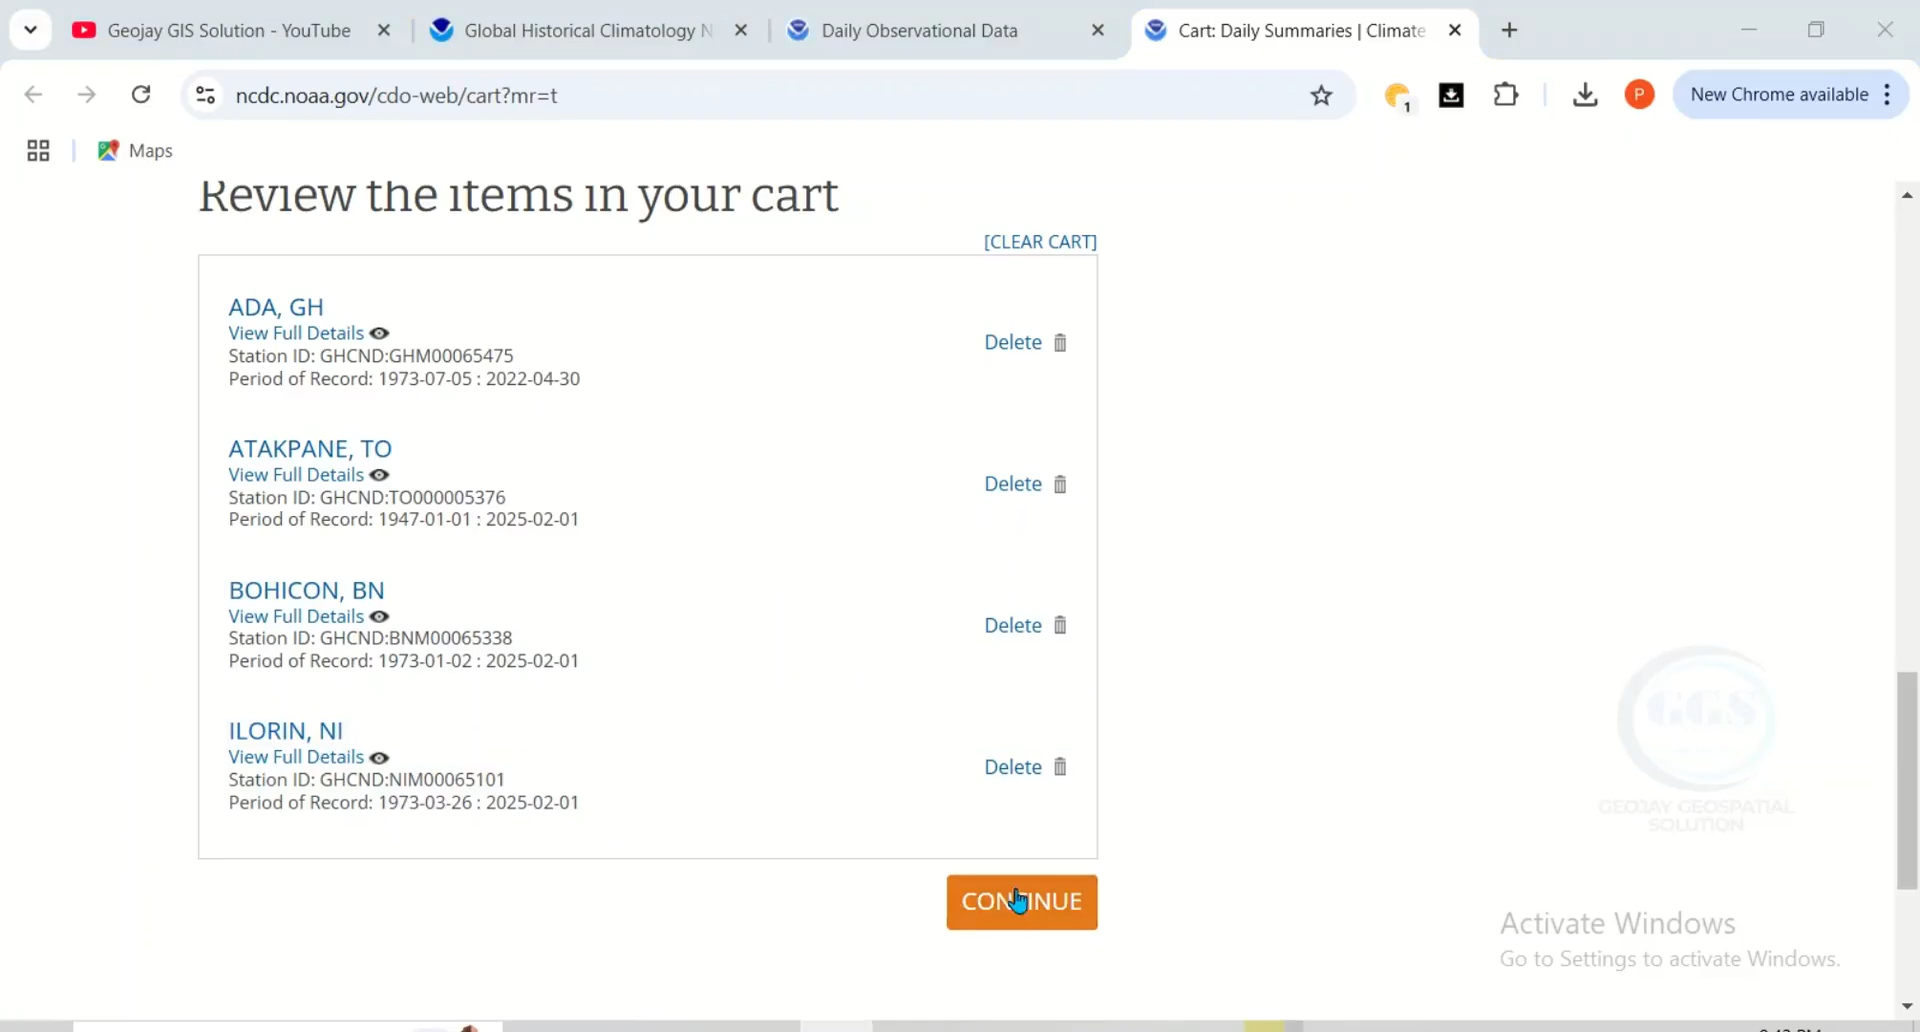 Geojay GIS Solution - YouTube
Global Historical Climatology N
Daily Observational Data
Cart: Daily Summaries | Climate
ncdc.noaa.gov/cdo-web/cart?mr=t
1
P
New Chrome available
Maps
Review the items in your cart
[CLEAR CART]
ADA, GH
View Full Details
Station ID: GHCND:GHM00065475
Period of Record: 1973-07-05 : 2022-04-30
Delete
ATAKPANE, TO
View Full Details
Station ID: GHCND:TO000005376
Period of Record: 1947-01-01 : 2025-02-01
Delete
BOHICON, BN
View Full Details
Station ID: GHCND:BNM00065338
Period of Record: 1973-01-02 : 2025-02-01
Delete
ILORIN, NI
View Full Details
Station ID: GHCND:NIM00065101
Period of Record: 1973-03-26 : 2025-02-01
Delete
CONTINUE
GGS
GEOJAY GEOSPATIAL
SOLUTION
Activate Windows
Go to Settings to activate Windows.